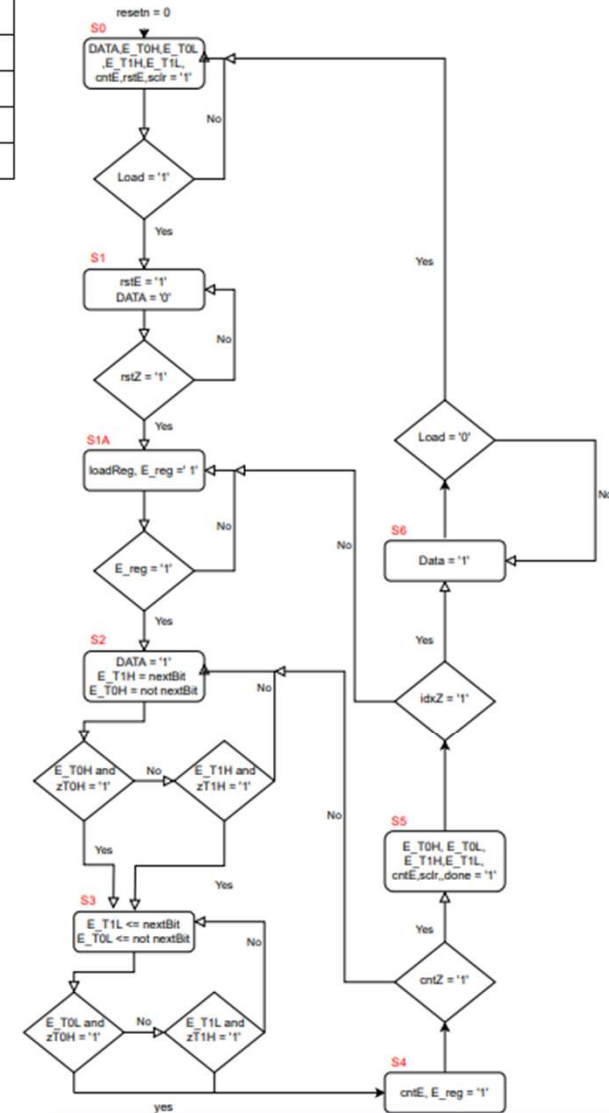 resetn = 0
S0
DATA,E_T0H,E_T0L
,E_T1H,E_T1L,
cntE,rstE,sclr = '1'
No
Load = '1'
Yes
S1
rstE = '1'
DATA = '0'
No
rstZ = '1'
Yes
S1A
loadReg, E_reg =' 1'
No
E_reg = '1'
Yes
S2
DATA = '1'
E_T1H = nextBit
E_T0H = not nextBit
No
E_T0H and
zT0H = '1'
No
E_T1H and
zT1H = '1'
Yes
Yes
S3
E_T1L <= nextBit
E_T0L <= not nextBit
No
E_T0L and
zT0H = '1'
No
E_T1L and
zT1H = '1'
yes
S4
cntE, E_reg = '1'
cntZ = '1'
No
Yes
S5
E_T0H, E_T0L,
E_T1H,E_T1L,
cntE,sclr,,done = '1'
idxZ = '1'
No
Yes
S6
Data = '1'
Load = '0'
No
Yes